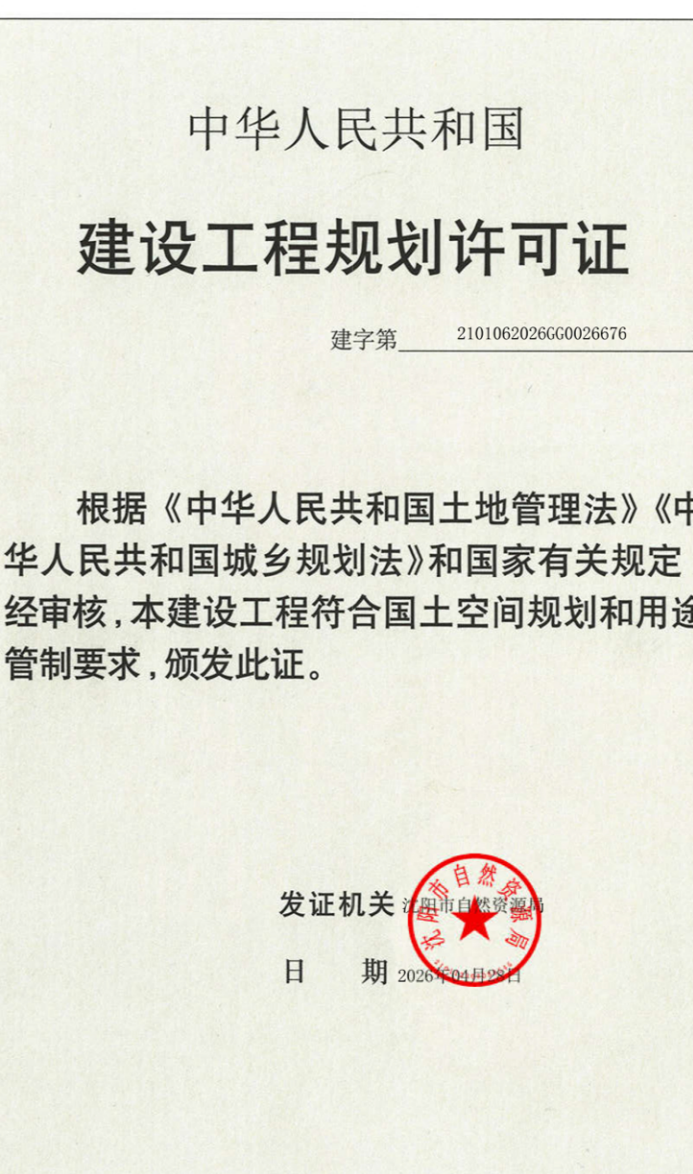 中华人民共和国
建设工程规划许可证
建字第 2101062026GG0026676
根据《中华人民共和国土地管理法》《中
华人民共和国城乡规划法》和国家有关规定
经审核,本建设工程符合国土空间规划和用途
管制要求,颁发此证。
发证机关 沈阳市自然资源局
日 期 2026年04月28日
沈阳市自然资源局